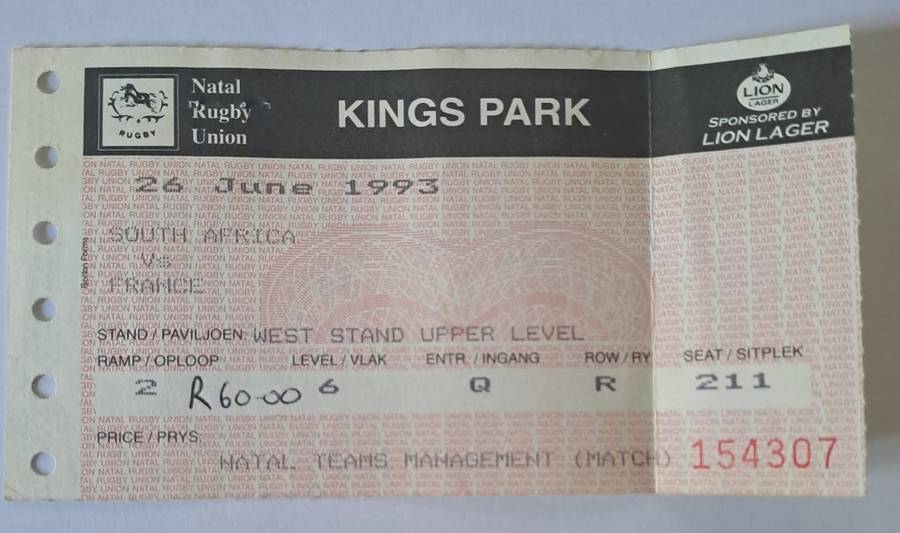 Natal
Rugby
Union
RUGBY
KINGS PARK
LION
LAGER
SPONSORED BY
LION LAGER
26 June 1993
SOUTH AFRICA
Vs
FRANCE
STAND / PAVILJOEN: WEST STAND UPPER LEVEL
RAMP / OPLOOP LEVEL / VLAK ENTR. / INGANG ROW / RY SEAT / SITPLEK
2 R60-00 6 Q R 211
PRICE / PRYS:
NATAL TEAMS MANAGEMENT (MATCH) 154307